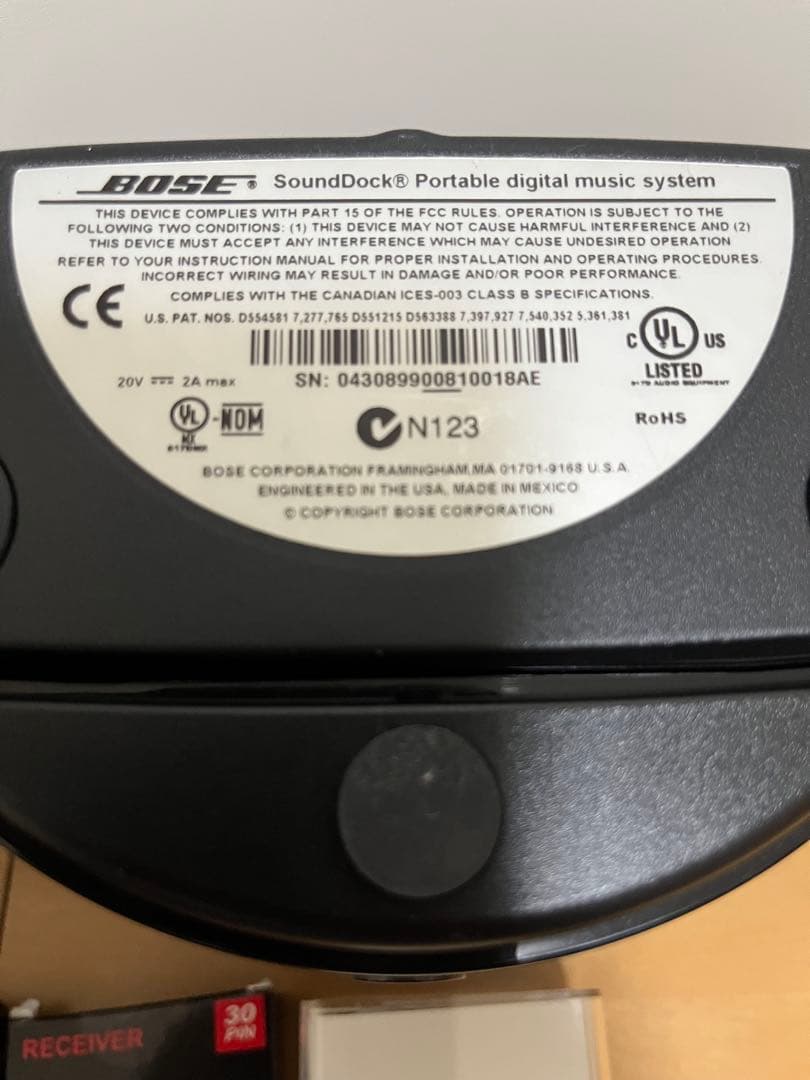 BOSE® SoundDock® Portable digital music system
THIS DEVICE COMPLIES WITH PART 15 OF THE FCC RULES. OPERATION IS SUBJECT TO THE
FOLLOWING TWO CONDITIONS: (1) THIS DEVICE MAY NOT CAUSE HARMFUL INTERFERENCE AND (2)
THIS DEVICE MUST ACCEPT ANY INTERFERENCE WHICH MAY CAUSE UNDESIRED OPERATION
REFER TO YOUR INSTRUCTION MANUAL FOR PROPER INSTALLATION AND OPERATING PROCEDURES.
INCORRECT WIRING MAY RESULT IN DAMAGE AND/OR POOR PERFORMANCE.
CE
COMPLIES WITH THE CANADIAN ICES-003 CLASS B SPECIFICATIONS.
U.S. PAT. NOS. D554581 7,277,765 D551215 D563388 7,397,927 7,540,352 5,361,381
C UL US
LISTED
9179 AUDIO EQUIPMENT
20V 2A max
SN: 043089900810018AE
UL -NOM
MX
N123
RoHS
BOSE CORPORATION FRAMINGHAM,MA 01701-9168 U.S.A.
ENGINEERED IN THE USA, MADE IN MEXICO
© COPYRIGHT BOSE CORPORATION
RECEIVER
30
PIN